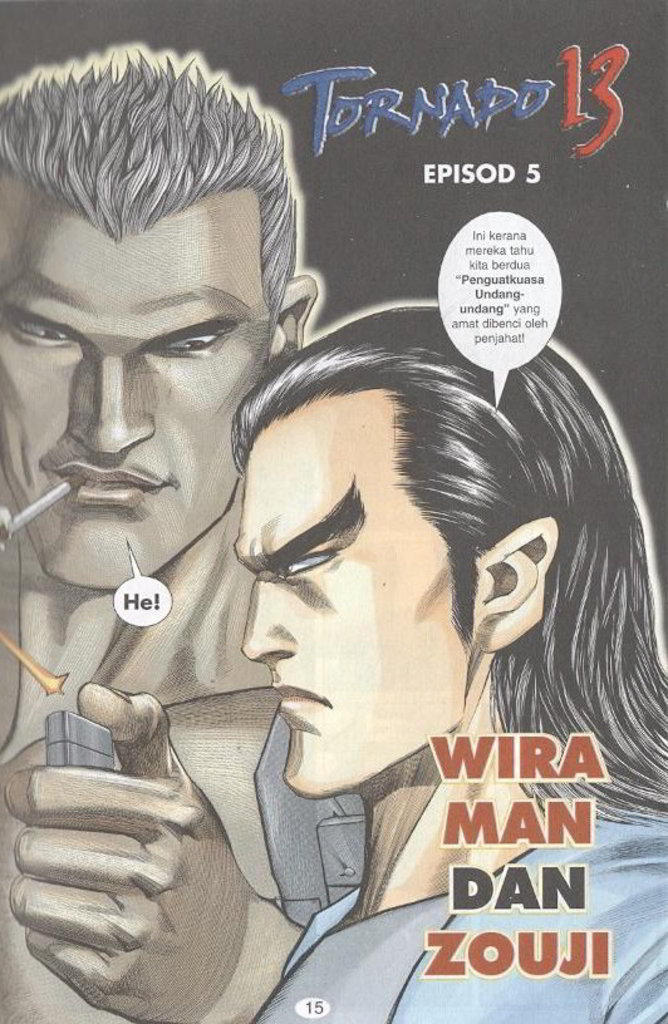 TORNADO 13
EPISOD 5
Ini kerana
mereka tahu
kita berdua
"Penguatkuasa
Undang-
undang" yang
amat dibenci oleh
penjahat!
He!
WIRA
MAN
DAN
ZOUJI
15